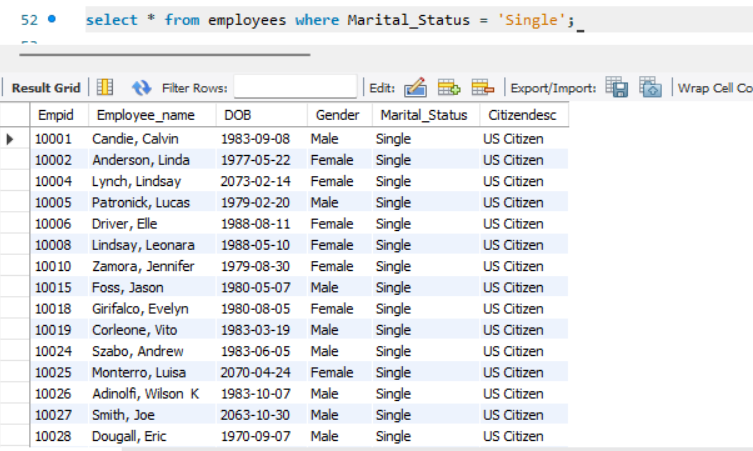 52 select * from employees where Marital_Status = 'Single';
Result Grid Filter Rows: Edit: Export/Import: Wrap Cell Co
Empid Employee_name DOB Gender Marital_Status Citizendesc
10001 Candie, Calvin 1983-09-08 Male Single US Citizen
10002 Anderson, Linda 1977-05-22 Female Single US Citizen
10004 Lynch, Lindsay 2073-02-14 Female Single US Citizen
10005 Patronick, Lucas 1979-02-20 Male Single US Citizen
10006 Driver, Elle 1988-08-11 Female Single US Citizen
10008 Lindsay, Leonara 1988-05-10 Female Single US Citizen
10010 Zamora, Jennifer 1979-08-30 Female Single US Citizen
10015 Foss, Jason 1980-05-07 Male Single US Citizen
10018 Girifalco, Evelyn 1980-08-05 Female Single US Citizen
10019 Corleone, Vito 1983-03-19 Male Single US Citizen
10024 Szabo, Andrew 1983-06-05 Male Single US Citizen
10025 Monterro, Luisa 2070-04-24 Female Single US Citizen
10026 Adinolfi, Wilson K 1983-10-07 Male Single US Citizen
10027 Smith, Joe 2063-10-30 Male Single US Citizen
10028 Dougall, Eric 1970-09-07 Male Single US Citizen